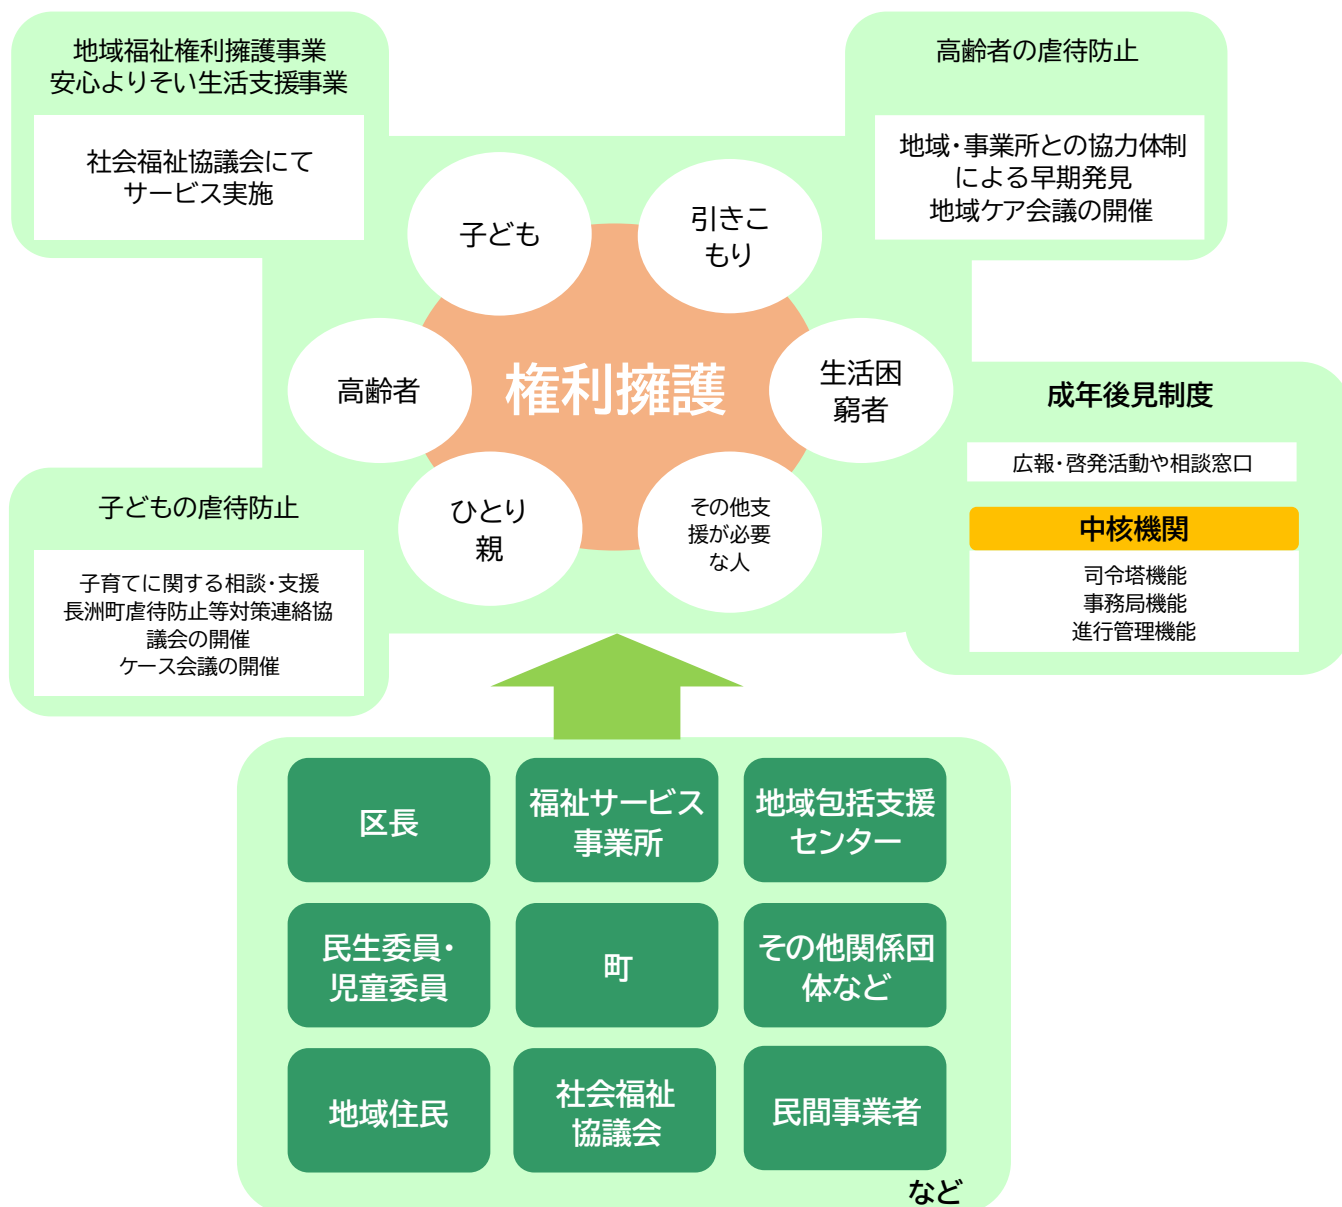 地域福祉権利擁護事業
安心よりそい生活支援事業
社会福祉協議会にて
サービス実施
高齢者の虐待防止
地域・事業所との協力体制
による早期発見
地域ケア会議の開催
子ども
引きこ
もり
高齢者
権利擁護
生活困
窮者
ひとり
親
その他支
援が必要
な人
成年後見制度
広報・啓発活動や相談窓口
中核機関
司令塔機能
事務局機能
進行管理機能
子どもの虐待防止
子育てに関する相談・支援
長洲町虐待防止等対策連絡協
議会の開催
ケース会議の開催
区長
福祉サービス
事業所
地域包括支援
センター
民生委員・
児童委員
町
その他関係団
体など
地域住民
社会福祉
協議会
民間事業者
など